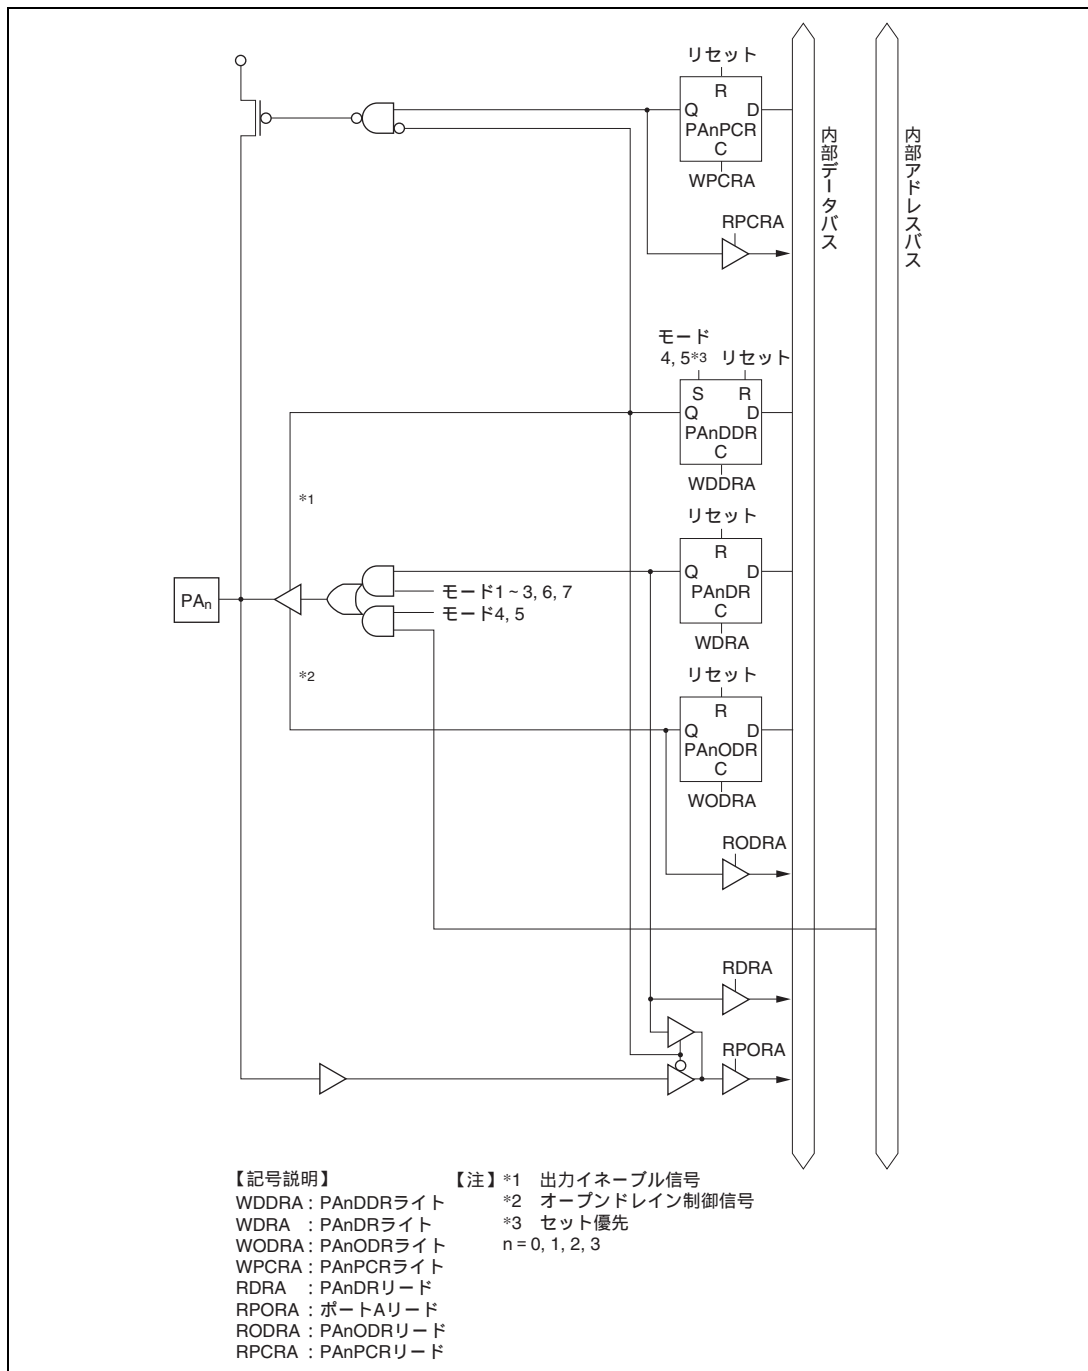 リセット
R
Q D
PAnPCR
C
WPCRA
RPCRA
内部データバス
内部アドレスバス
モード
4, 5*3 リセット
S R
Q D
PAnDDR
C
WDDRA
*1
リセット
R
Q D
PAnDR
C
WDRA
モード1~3, 6, 7
モード4, 5
PAn
*2
リセット
R
Q D
PAnODR
C
WODRA
RODRA
RDRA
RPORA
【記号説明】
WDDRA : PAnDDRライト
WDRA : PAnDRライト
WODRA : PAnODRライト
WPCRA : PAnPCRライト
RDRA : PAnDRリード
RPORA : ポートAリード
RODRA : PAnODRリード
RPCRA : PAnPCRリード
【注】 *1 出力イネーブル信号
*2 オープンドレイン制御信号
*3 セット優先
n = 0, 1, 2, 3